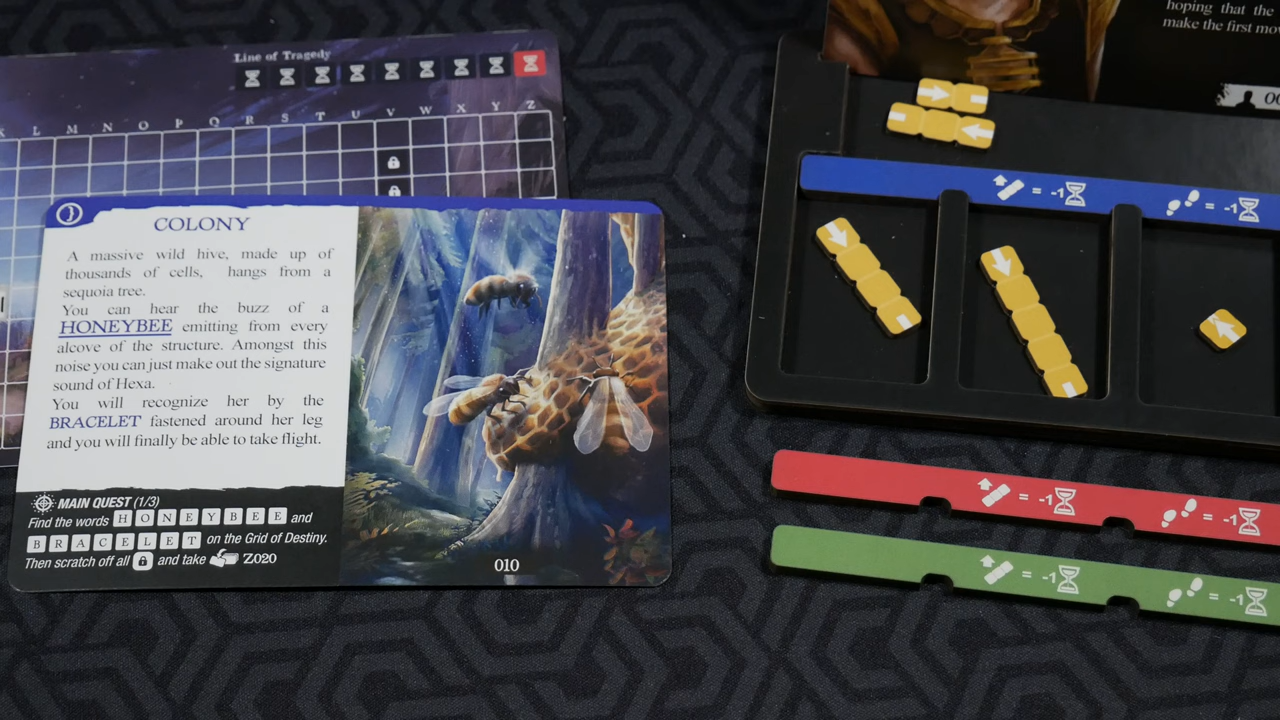 Line of Tragedy
L M N O P Q R S T U V W X Y Z
COLONY
A massive wild hive, made up of
thousands of cells, hangs from a
sequoia tree.
You can hear the buzz of a
HONEYBEE emitting from every
alcove of the structure. Amongst this
noise you can just make out the signature
sound of Hexa.
You will recognize her by the
BRACELET fastened around her leg
and you will finally be able to take flight.
MAIN QUEST (1/3)
Find the words HONEYBEE and
BRACELET on the Grid of Destiny.
Then scratch off all and take Z020
010
hoping that the
make the first mo
= -1
= -1
= -1
= -1
= -1
= -1